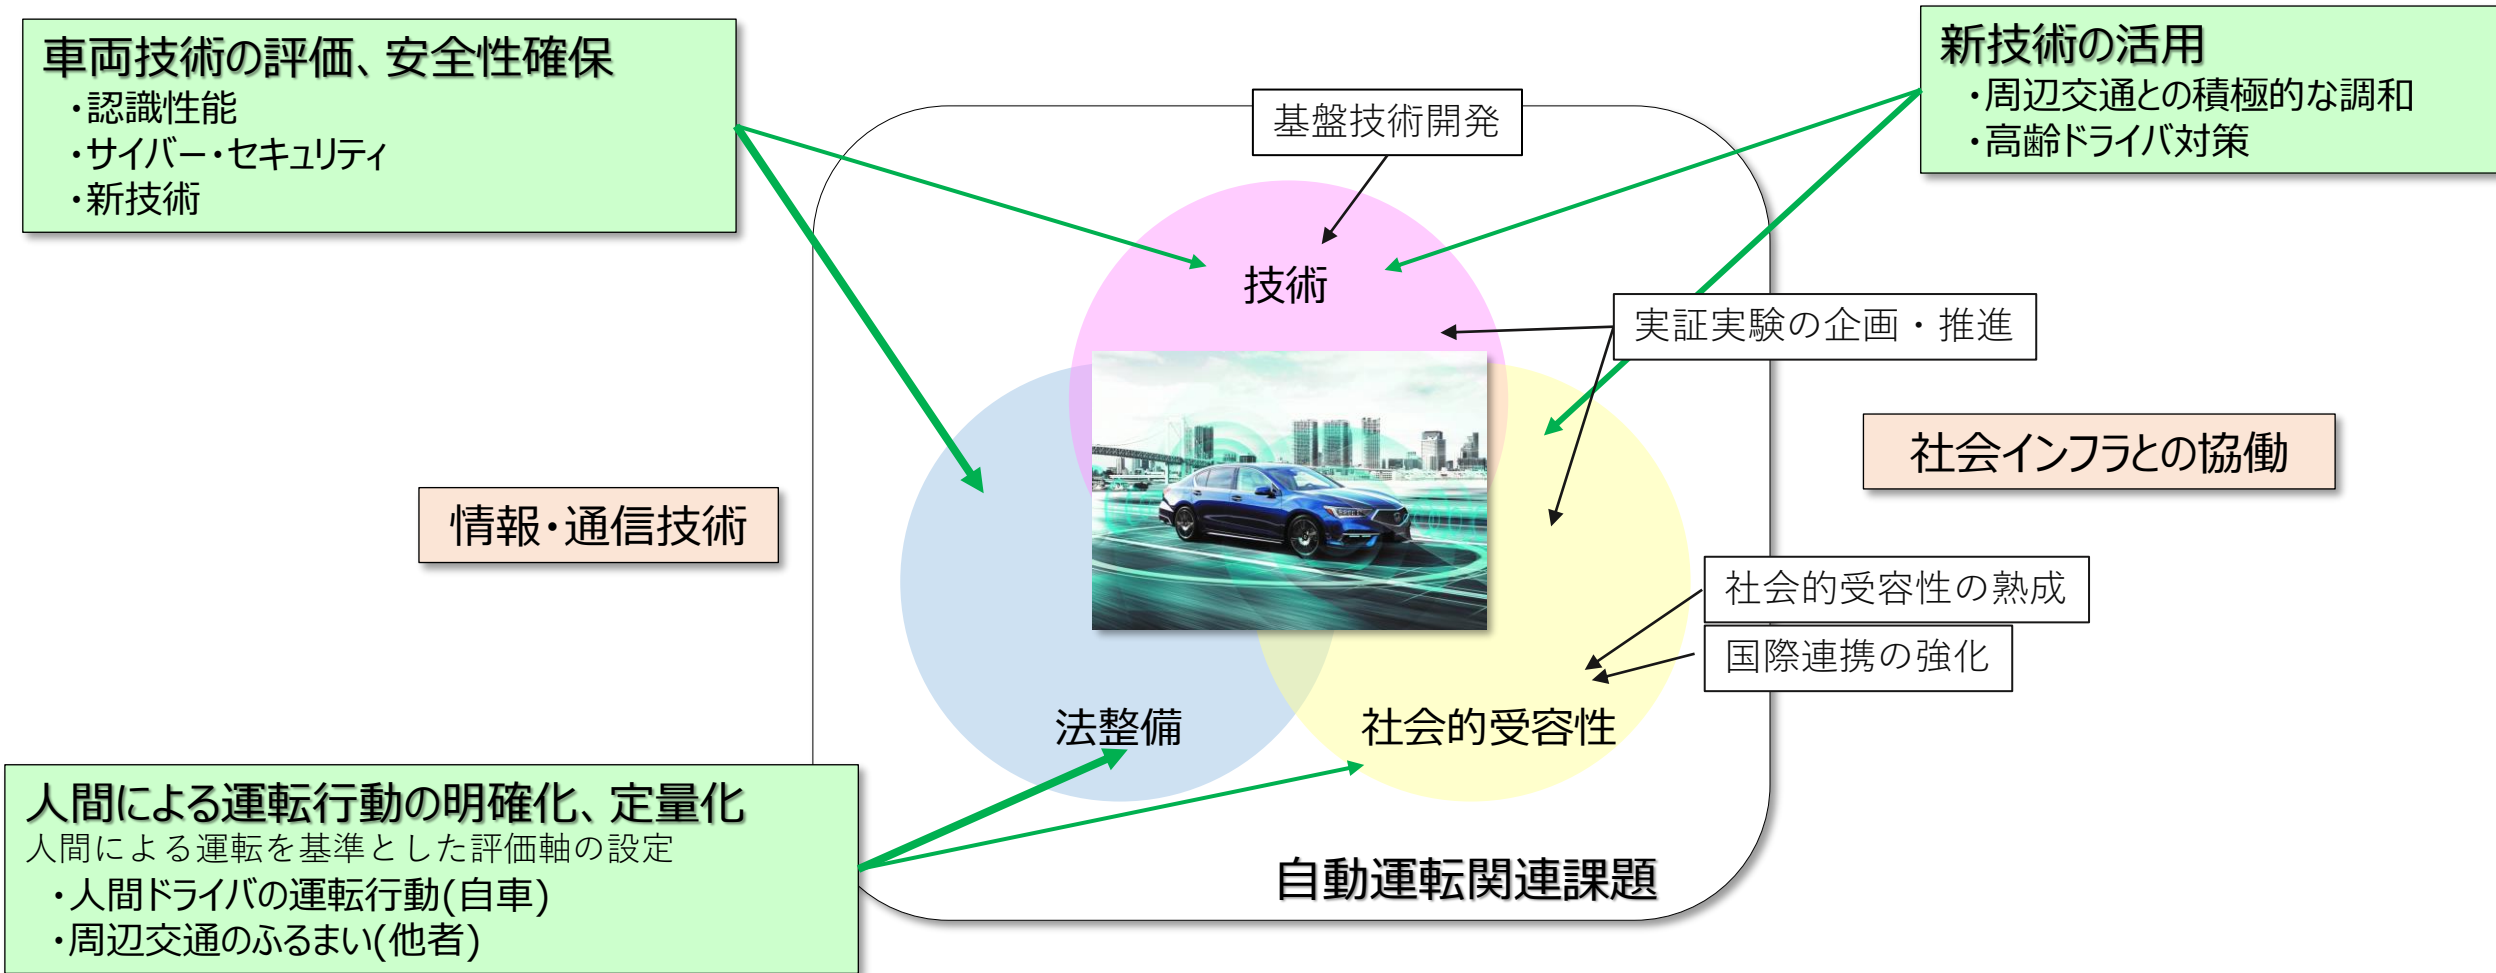 車両技術の評価、安全性確保
・認識性能
・サイバー・セキュリティ
・新技術
新技術の活用
・周辺交通との積極的な調和
・高齢ドライバ対策
基盤技術開発
技術
実証実験の企画・推進
社会インフラとの協働
情報・通信技術
社会的受容性の熟成
国際連携の強化
法整備
社会的受容性
人間による運転行動の明確化、定量化
人間による運転を基準とした評価軸の設定
・人間ドライバの運転行動(自車)
・周辺交通のふるまい(他者)
自動運転関連課題